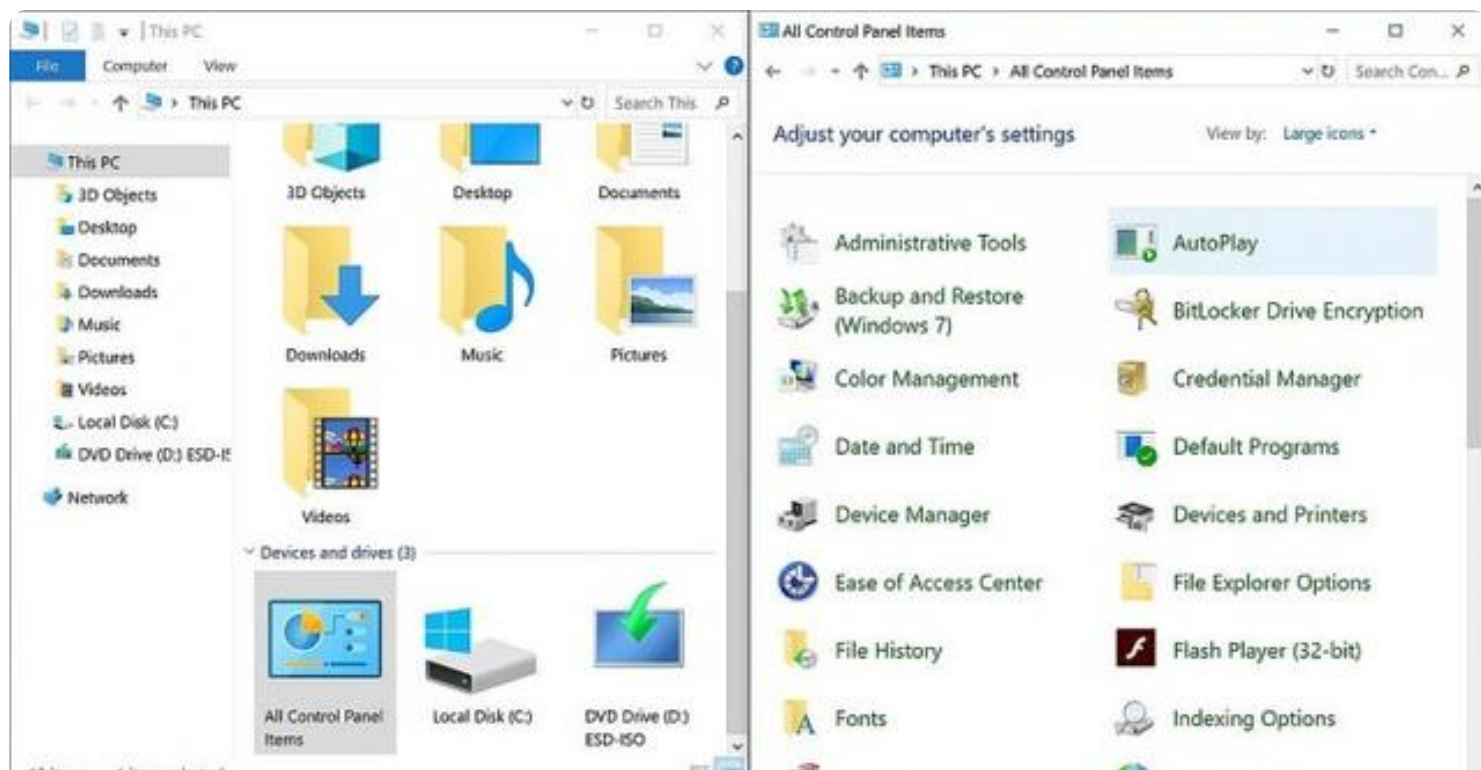 This PC
File Computer View
This PC
Search This
This PC
3D Objects
Desktop
Documents
Downloads
Music
Pictures
Videos
Local Disk (C:)
DVD Drive (D:) ESD-IS
Network
3D Objects Desktop Documents
Downloads Music Pictures
Videos
Devices and drives (3)
All Control Panel
Items
Local Disk (C:)
DVD Drive (D:)
ESD-ISO
All Control Panel Items
This PC All Control Panel Items
Search Con...
Adjust your computer's settings
View by: Large icons
Administrative Tools
AutoPlay
Backup and Restore
(Windows 7)
BitLocker Drive Encryption
Color Management
Credential Manager
Date and Time
Default Programs
Device Manager
Devices and Printers
Ease of Access Center
File Explorer Options
File History
Flash Player (32-bit)
Fonts
Indexing Options